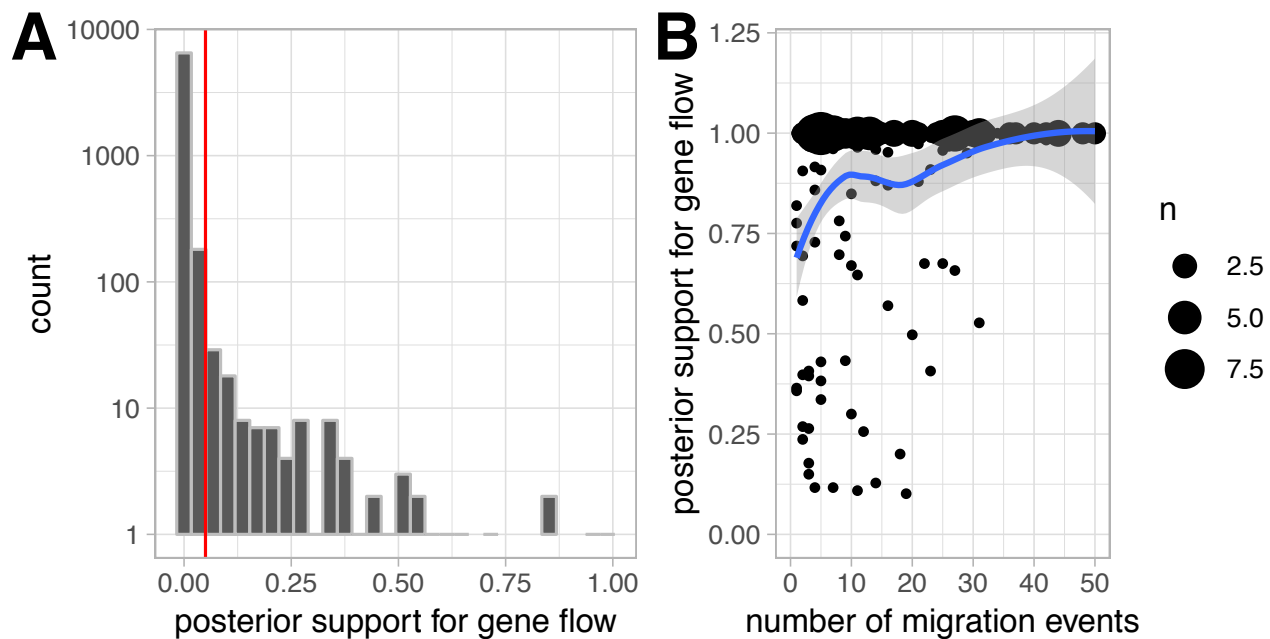 A
count
10000
1000
100
10
1
0.00 0.25 0.50 0.75 1.00
posterior support for gene flow
B
posterior support for gene flow
1.25
1.00
0.75
0.50
0.25
0.00
0 10 20 30 40 50
number of migration events
n
2.5
5.0
7.5